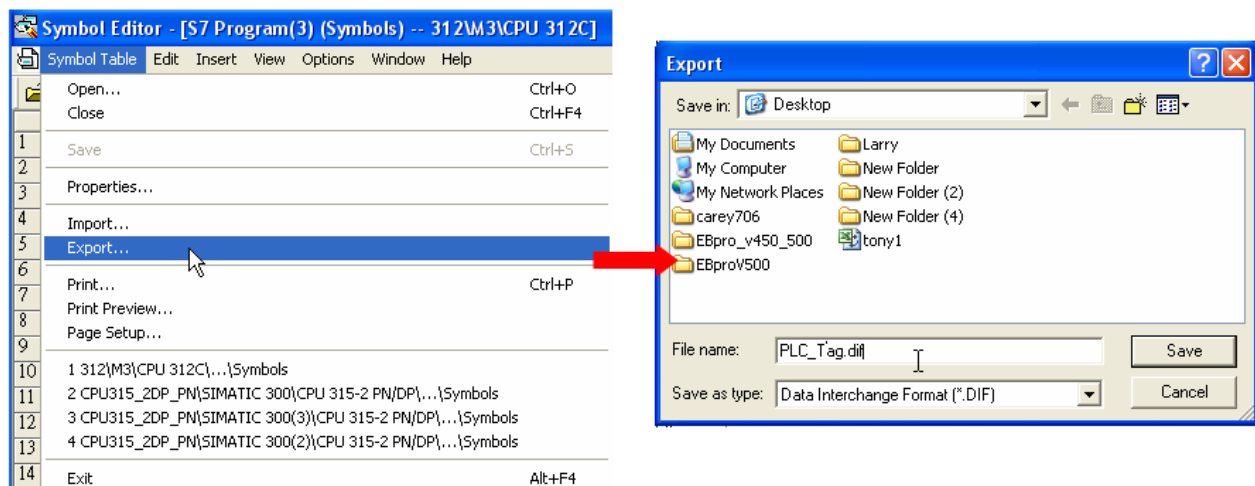 Symbol Editor - [S7 Program(3) (Symbols) -- 312\M3\CPU 312C]
Symbol Table Edit Insert View Options Window Help
Open... Ctrl+O
Close Ctrl+F4
Save Ctrl+S
Properties...
Import...
Export...
Print... Ctrl+P
Print Preview...
Page Setup...
1 312\M3\CPU 312C\...\Symbols
2 CPU315_2DP_PN\SIMATIC 300\CPU 315-2 PN/DP\...\Symbols
3 CPU315_2DP_PN\SIMATIC 300(3)\CPU 315-2 PN/DP\...\Symbols
4 CPU315_2DP_PN\SIMATIC 300(2)\CPU 315-2 PN/DP\...\Symbols
Exit Alt+F4
1
2
3
4
5
6
7
8
9
10
11
12
13
14
Export
Save in: Desktop
My Documents
My Computer
My Network Places
carey706
EBpro_v450_500
EBproV500
Larry
New Folder
New Folder (2)
New Folder (4)
tony1
File name: PLC_Tag.dif
Save
Save as type: Data Interchange Format (*.DIF)
Cancel